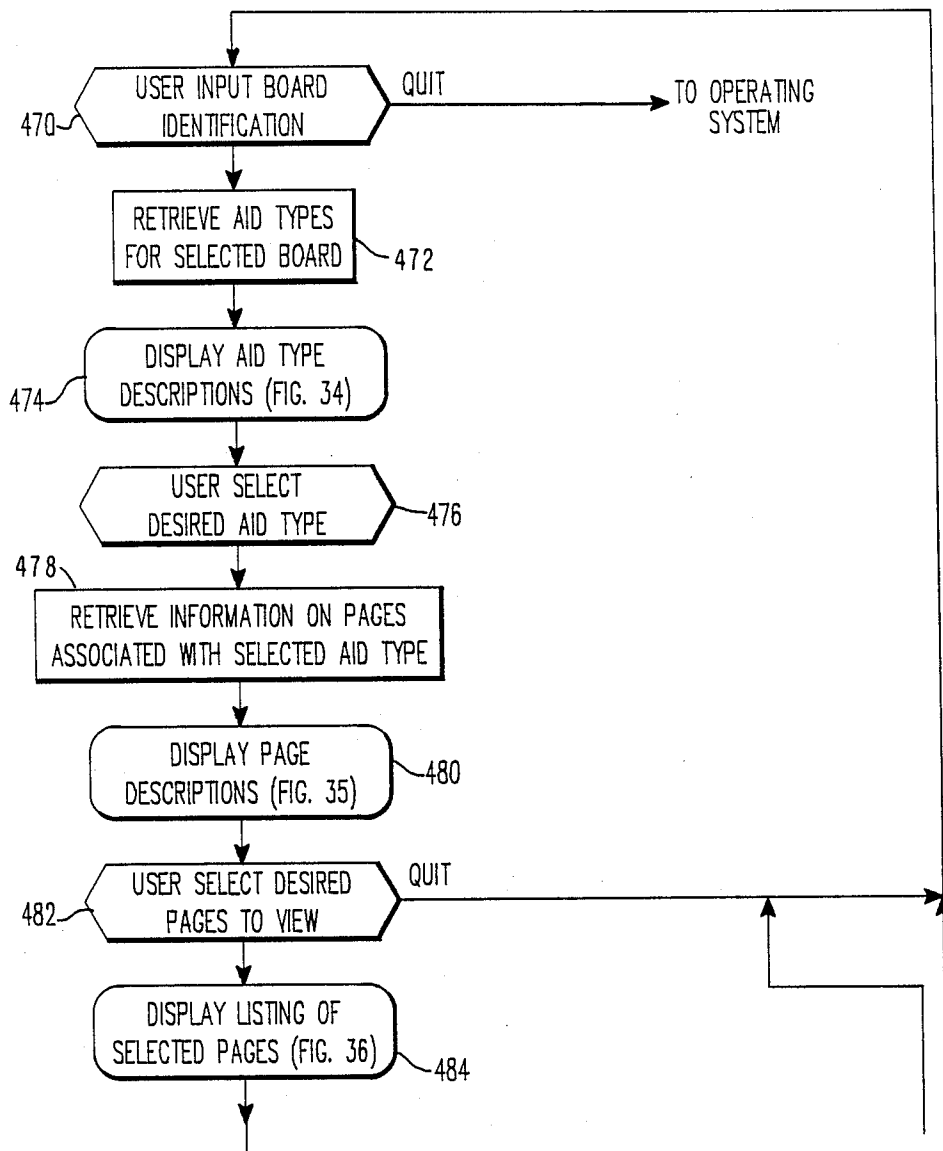 USER INPUT BOARD
IDENTIFICATION
470
QUIT
TO OPERATING
SYSTEM
RETRIEVE AID TYPES
FOR SELECTED BOARD
472
DISPLAY AID TYPE
DESCRIPTIONS (FIG. 34)
474
USER SELECT
DESIRED AID TYPE
476
478
RETRIEVE INFORMATION ON PAGES
ASSOCIATED WITH SELECTED AID TYPE
DISPLAY PAGE
DESCRIPTIONS (FIG. 35)
480
USER SELECT DESIRED
PAGES TO VIEW
482
QUIT
DISPLAY LISTING OF
SELECTED PAGES (FIG. 36)
484